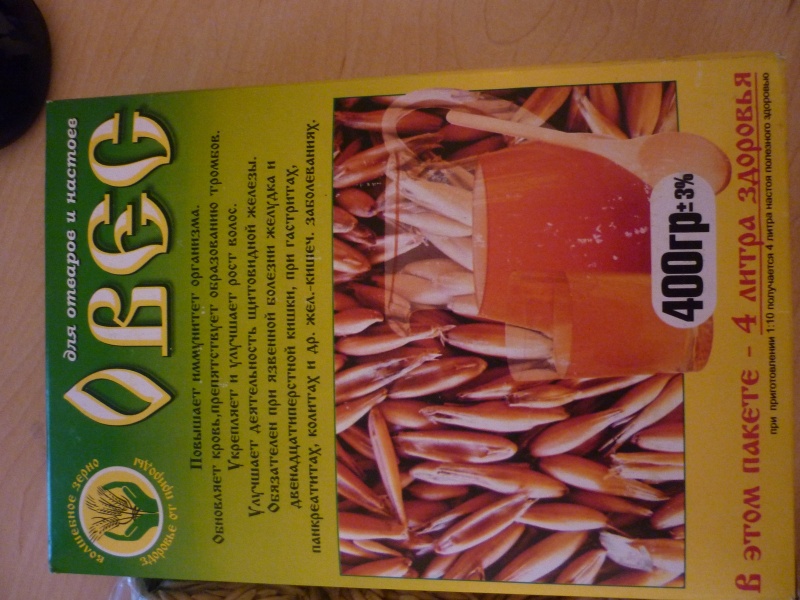 для отваров и настоев
ОВЕС
Волшебное зерно
Здоровье от природы
Повышает иммунитет организма.
Обновляет кровь,препятствует образованию тромбов.
Укрепляет и улучшает рост волос.
Улучшает деятельность щитовидной железы.
Обязателен при язвенной болезни желудка и
двенадцатиперстной кишки, при гастритах,
панкреатитах, колитах и др. жел.-кишеч. заболеваниях.
400гр±3%
В этом пакете - 4 литра здоровья
при приготовлении 1:10 получается 4 литра настоя полезного здоровью